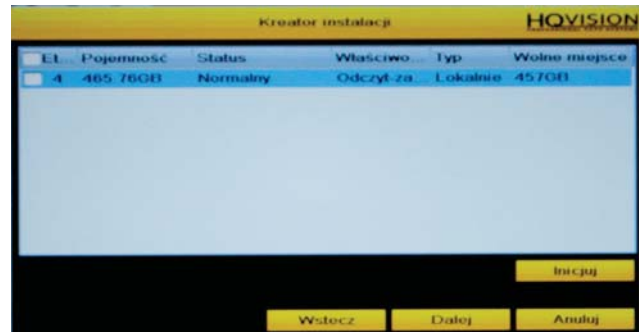 Kreator instalacji
HQVISION
Et... Pojemność Status Właściwo... Typ Wolne miejsce
4 465.76GB Normalny Odczyt-za... Lokalnie 457GB
Inicjuj
Wstecz Dalej Anuluj